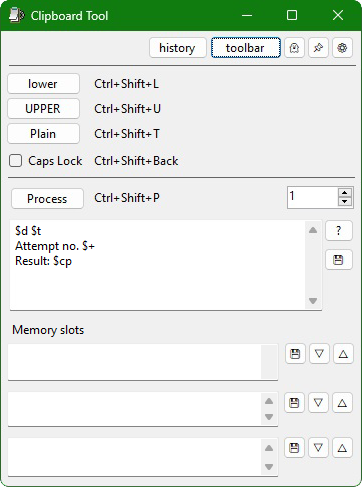 Clipboard Tool
history toolbar
lower Ctrl+Shift+L
UPPER Ctrl+Shift+U
Plain Ctrl+Shift+T
Caps Lock Ctrl+Shift+Back
Process Ctrl+Shift+P 1
$d $t
?
Attempt no. $+
Result: $cp
Memory slots